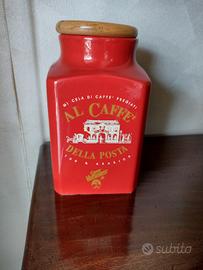 MISCELA DI CAFFE' PREGIATI
AL CAFFE'
DELLA POSTA
subito